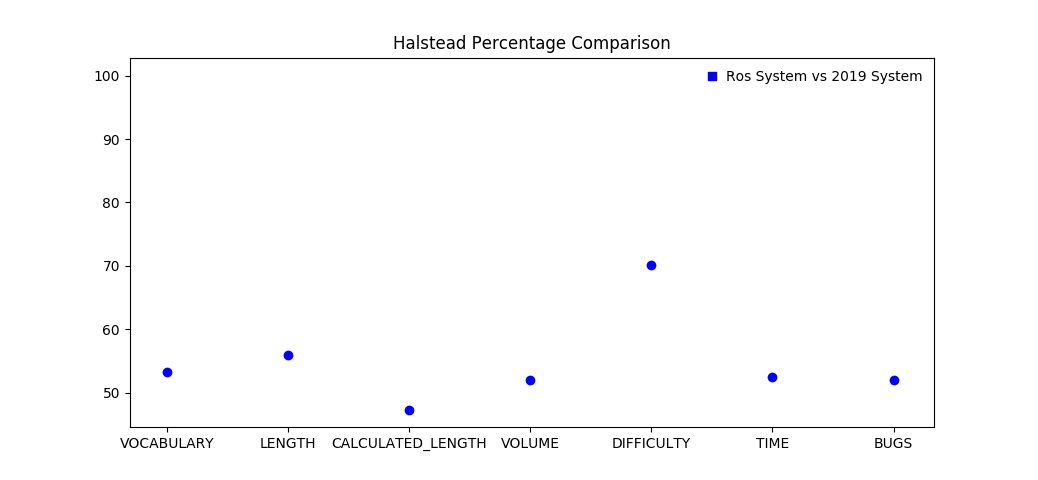 Halstead Percentage Comparison
Ros System vs 2019 System
100
90
80
70
60
50
VOCABULARY LENGTH CALCULATED_LENGTH VOLUME DIFFICULTY TIME BUGS